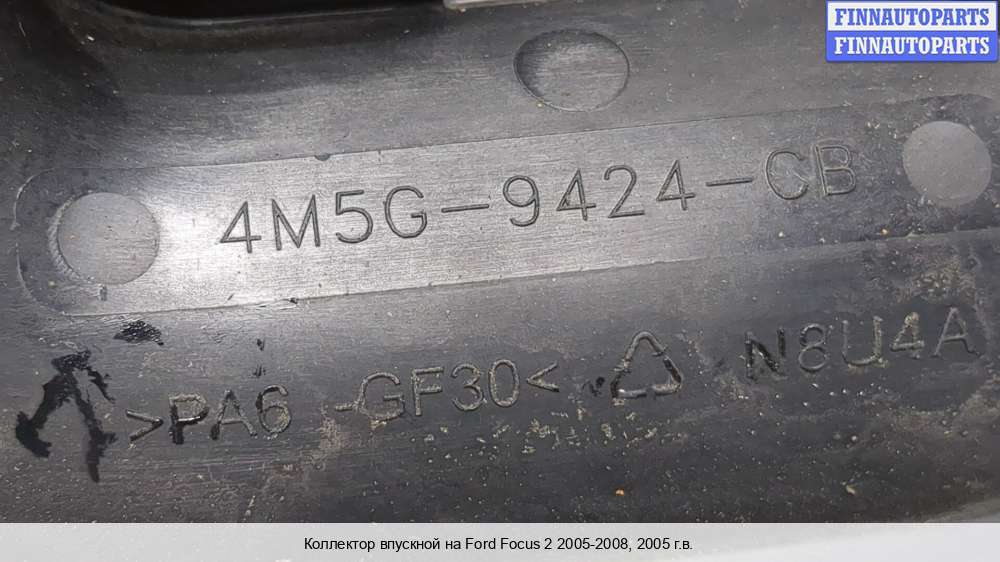 FINNAUTOPARTS
FINNAUTOPARTS
4M5G-9424-CB
>PA6 -GF30< N8U4A
Коллектор впускной на Ford Focus 2 2005-2008, 2005 г.в.